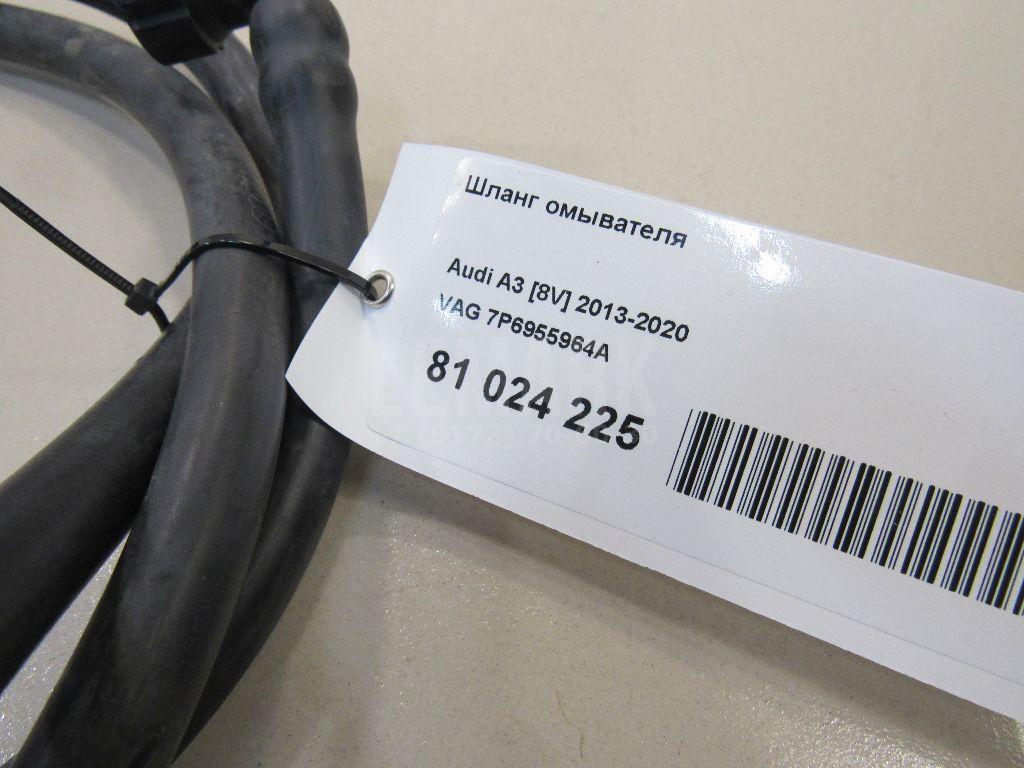 Шланг омывателя
Audi A3 [8V] 2013-2020
VAG 7P6955964A
81 024 225